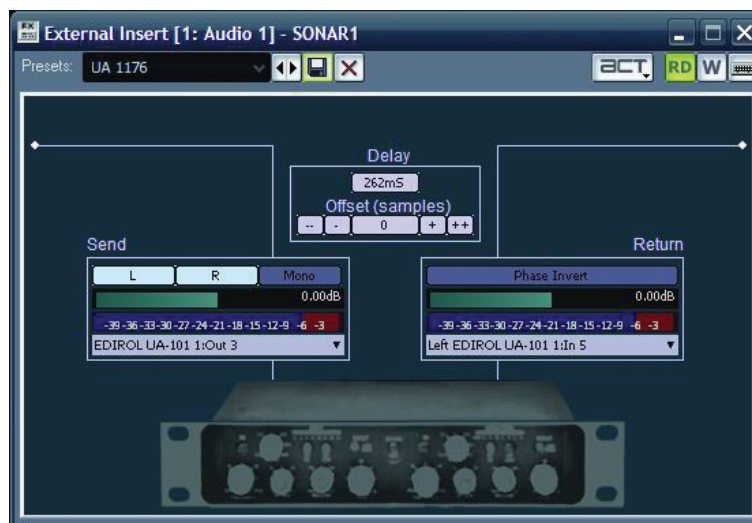 External Insert [1: Audio 1] - SONAR1
Presets: UA 1176 ACT RD W
Delay
262mS
Offset (samples)
-- - 0 + ++
Send Return
L R Mono Phase Invert
0.00dB 0.00dB
-39-36-33-30-27-24-21-18-15-12-9 -6 -3 -39-36-33-30-27-24-21-18-15-12-9 -6 -3
EDIROL UA-101 1:Out 3 Left EDIROL UA-101 1:In 5